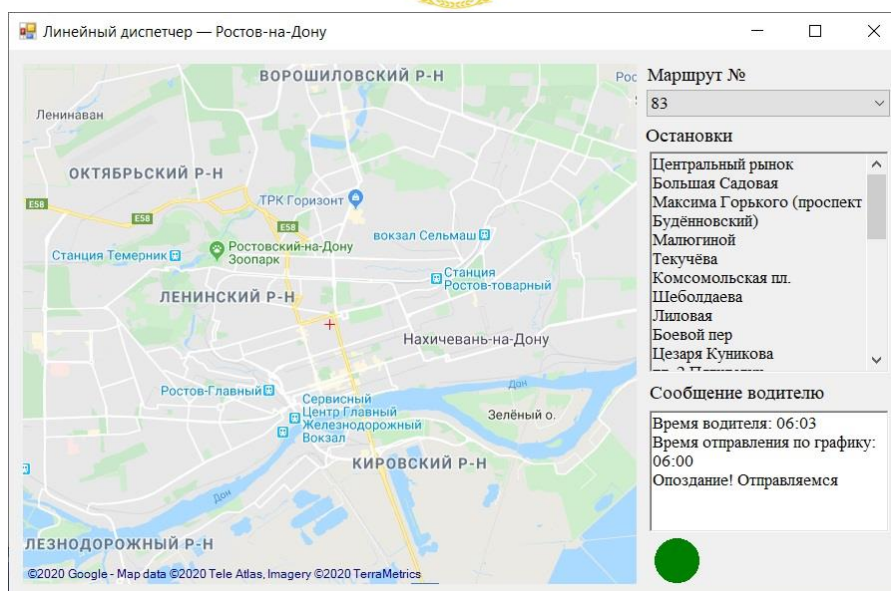 Линейный диспетчер — Ростов-на-Дону
ВОРОШИЛОВСКИЙ Р-Н
Рос
Ленинаван
ОКТЯБРЬСКИЙ Р-Н
ТРК Горизонт
E58
E58
E58
вокзал Сельмаш
Ростовский-на-Дону
Зоопарк
Станция Темерник
Станция
Ростов-товарный
ЛЕНИНСКИЙ Р-Н
Нахичевань-на-Дону
Ростов-Главный
Дон
Сервисный
Центр Главный
Железнодорожный
Вокзал
Зелёный о.
КИРОВСКИЙ Р-Н
Дон
ЛЕЗНОДОРОЖНЫЙ Р-Н
©2020 Google - Map data ©2020 Tele Atlas, Imagery ©2020 TerraMetrics
Маршрут №
83
Остановки
Центральный рынок
Большая Садовая
Максима Горького (проспект
Будённовский)
Малюгиной
Текучёва
Комсомольская пл.
Шеболдаева
Лиловая
Боевой пер
Цезаря Куникова
Сообщение водителю
Время водителя: 06:03
Время отправления по графику:
06:00
Опоздание! Отправляемся